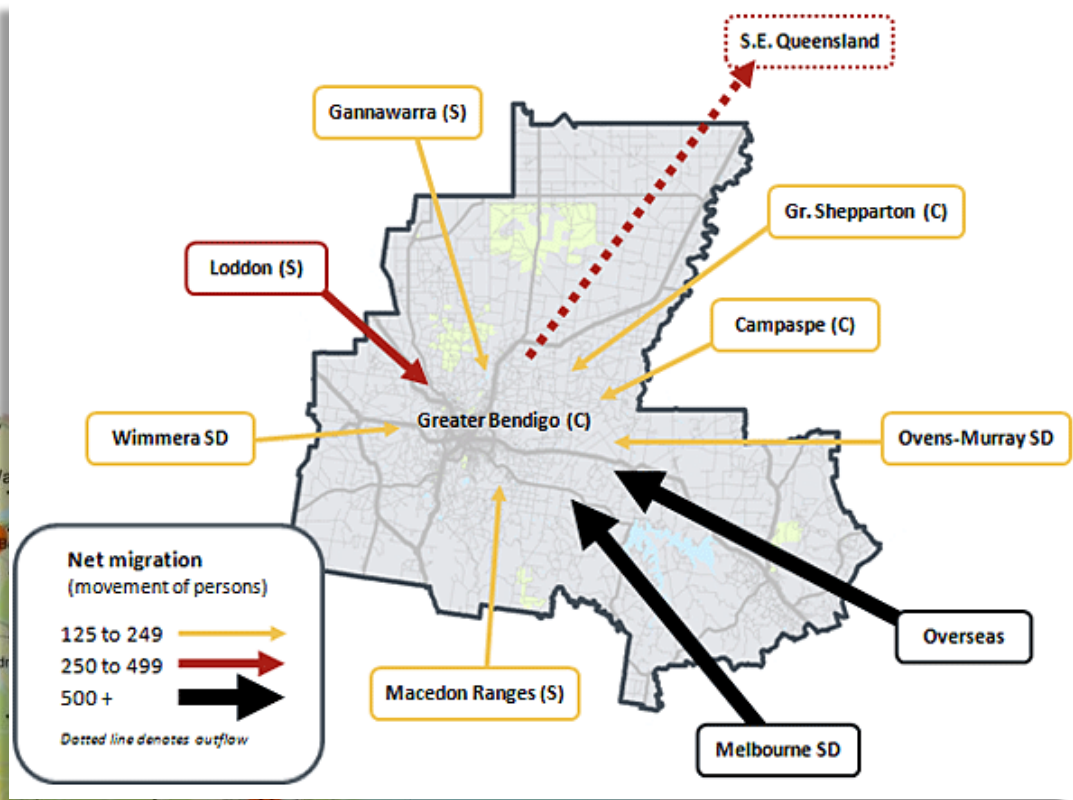 S.E. Queensland
Gannawarra (S)
Gr. Shepparton (C)
Loddon (S)
Campaspe (C)
Greater Bendigo (C)
Wimmera SD
Ovens-Murray SD
Net migration
(movement of persons)
125 to 249
250 to 499
500 +
Dotted line denotes outflow
Overseas
Macedon Ranges (S)
Melbourne SD